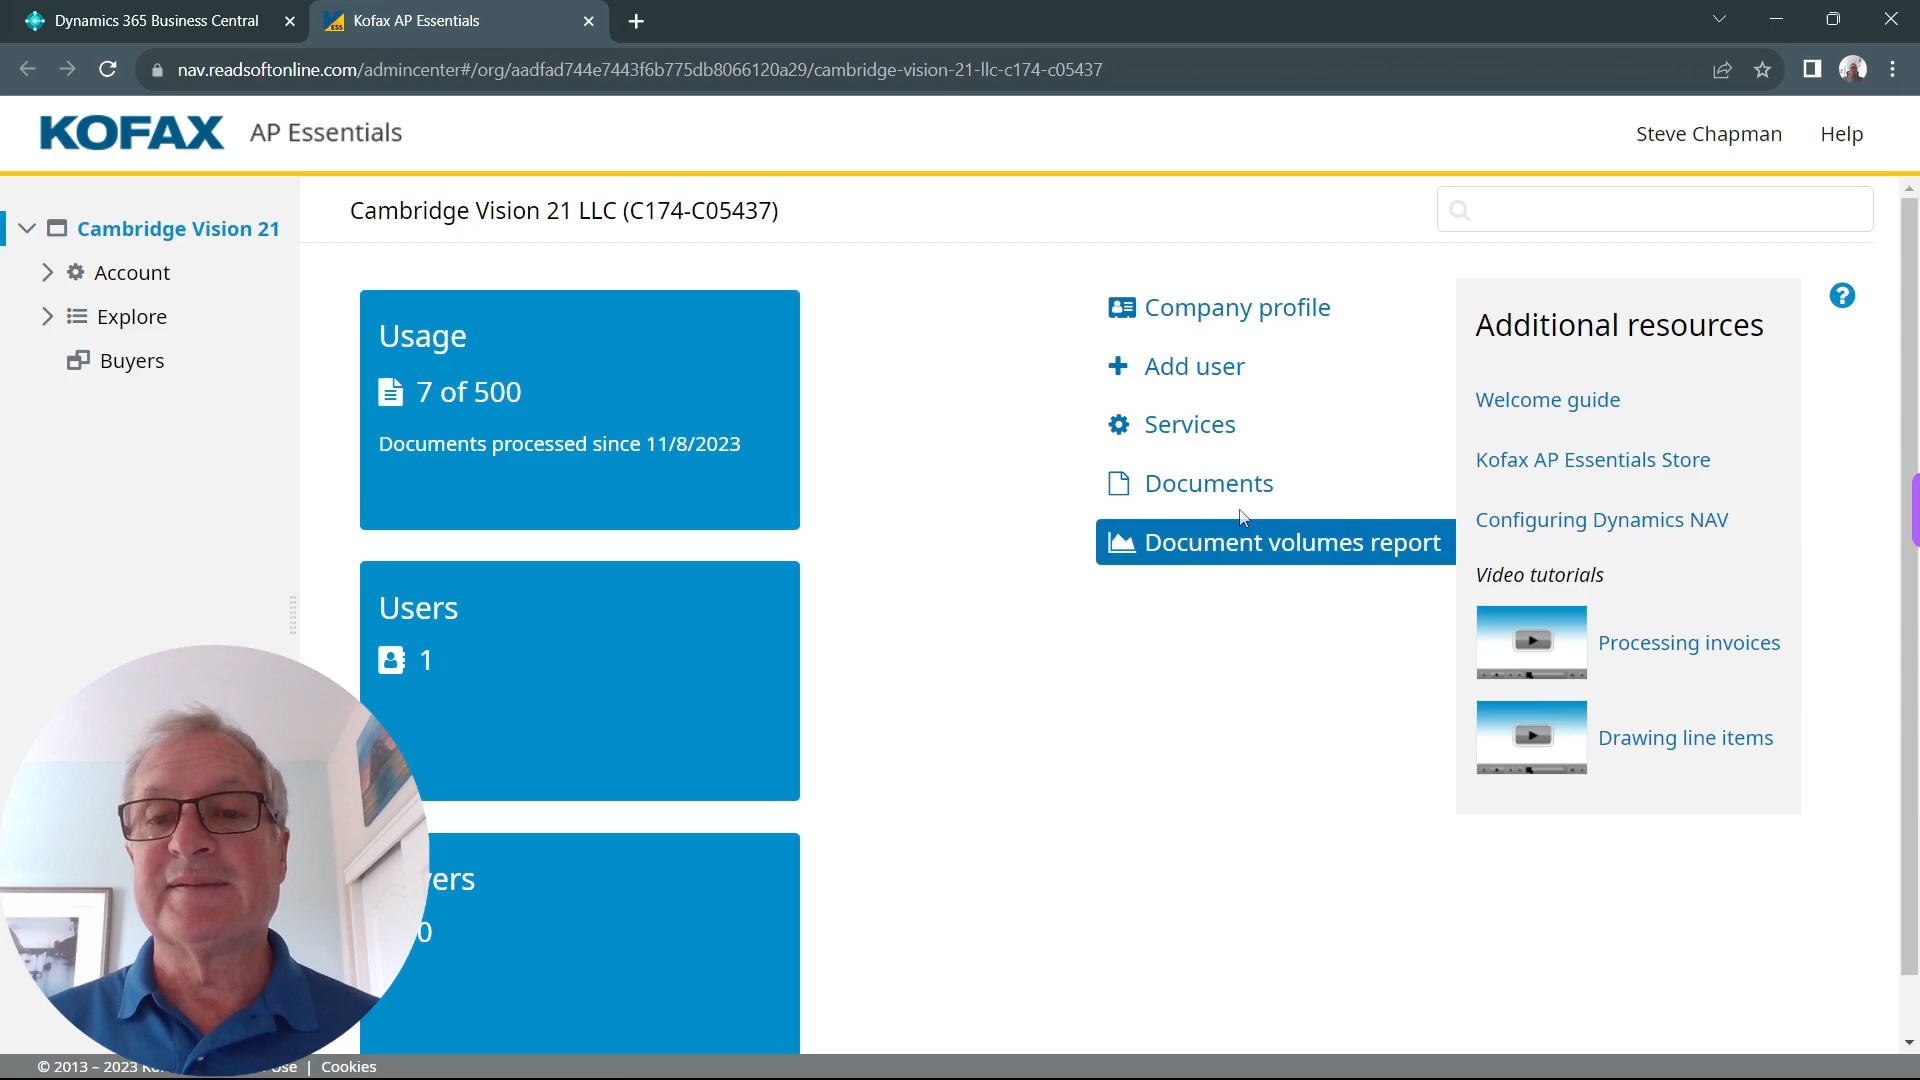 Dynamics 365 Business Central
Kofax AP Essentials
nav.readsoftonline.com/admincenter#/org/aadfad744e7443f6b775db8066120a29/cambridge-vision-21-llc-c174-c05437
KOFAX AP Essentials
Steve Chapman
Help
Cambridge Vision 21
Account
Explore
Buyers
Cambridge Vision 21 LLC (C174-C05437)
Usage
7 of 500
Documents processed since 11/8/2023
Users
1
yers
0
Company profile
Add user
Services
Documents
Document volumes report
?
Additional resources
Welcome guide
Kofax AP Essentials Store
Configuring Dynamics NAV
Video tutorials
Processing invoices
Drawing line items
© 2013 – 2023
| Cookies